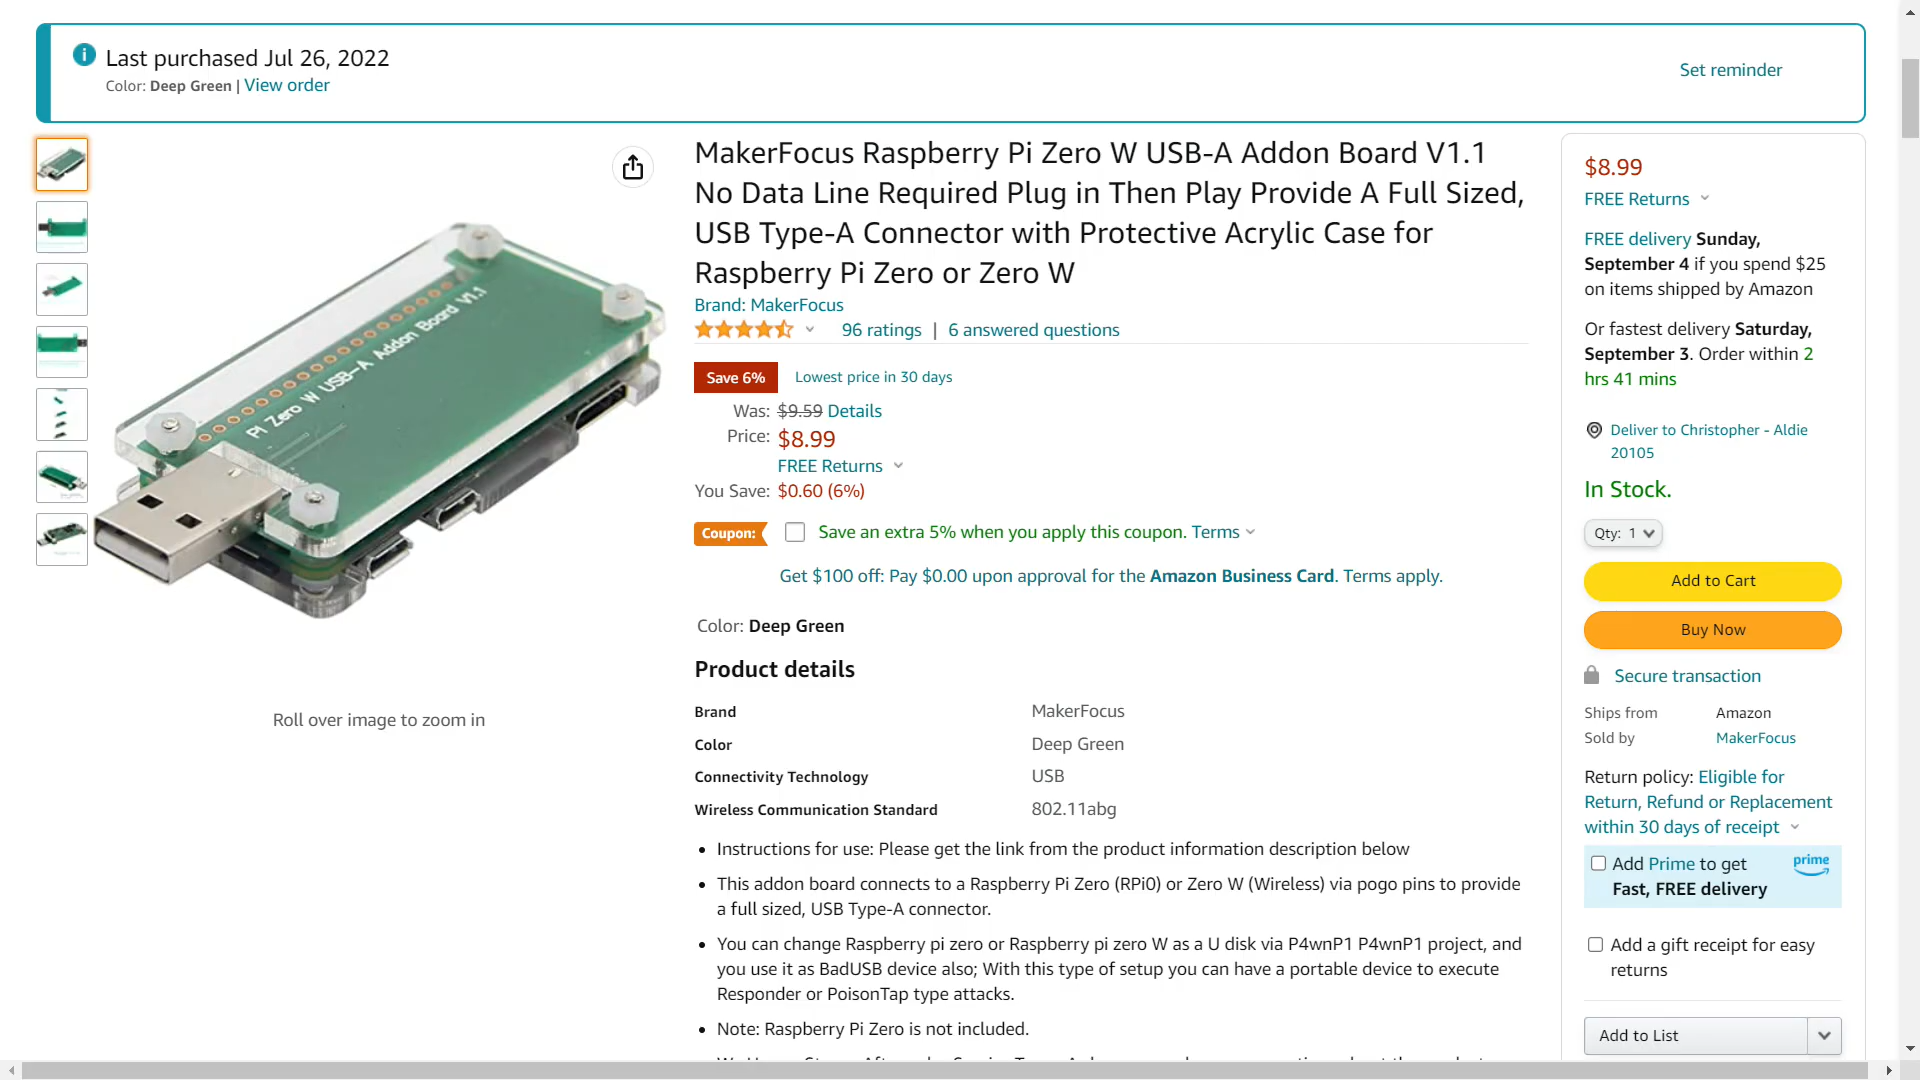 Last purchased Jul 26, 2022
Color: Deep Green | View order
Set reminder
Pi Zero W USB-A Addon Board V1.1
Roll over image to zoom in
MakerFocus Raspberry Pi Zero W USB-A Addon Board V1.1
No Data Line Required Plug in Then Play Provide A Full Sized,
USB Type-A Connector with Protective Acrylic Case for
Raspberry Pi Zero or Zero W
Brand: MakerFocus
96 ratings | 6 answered questions
Save 6% Lowest price in 30 days
Was: $9.59 Details
Price: $8.99
FREE Returns
You Save: $0.60 (6%)
Coupon: Save an extra 5% when you apply this coupon. Terms
Get $100 off: Pay $0.00 upon approval for the Amazon Business Card. Terms apply.
Color: Deep Green
Product details
Brand MakerFocus
Color Deep Green
Connectivity Technology USB
Wireless Communication Standard 802.11abg
• Instructions for use: Please get the link from the product information description below
• This addon board connects to a Raspberry Pi Zero (RPi0) or Zero W (Wireless) via pogo pins to provide
a full sized, USB Type-A connector.
• You can change Raspberry pi zero or Raspberry pi zero W as a U disk via P4wnP1 P4wnP1 project, and
you use it as BadUSB device also; With this type of setup you can have a portable device to execute
Responder or PoisonTap type attacks.
• Note: Raspberry Pi Zero is not included.
$8.99
FREE Returns
FREE delivery Sunday,
September 4 if you spend $25
on items shipped by Amazon
Or fastest delivery Saturday,
September 3. Order within 2
hrs 41 mins
Deliver to Christopher - Aldie
20105
In Stock.
Qty: 1
Add to Cart
Buy Now
Secure transaction
Ships from Amazon
Sold by MakerFocus
Return policy: Eligible for
Return, Refund or Replacement
within 30 days of receipt
Add Prime to get prime
Fast, FREE delivery
Add a gift receipt for easy
returns
Add to List